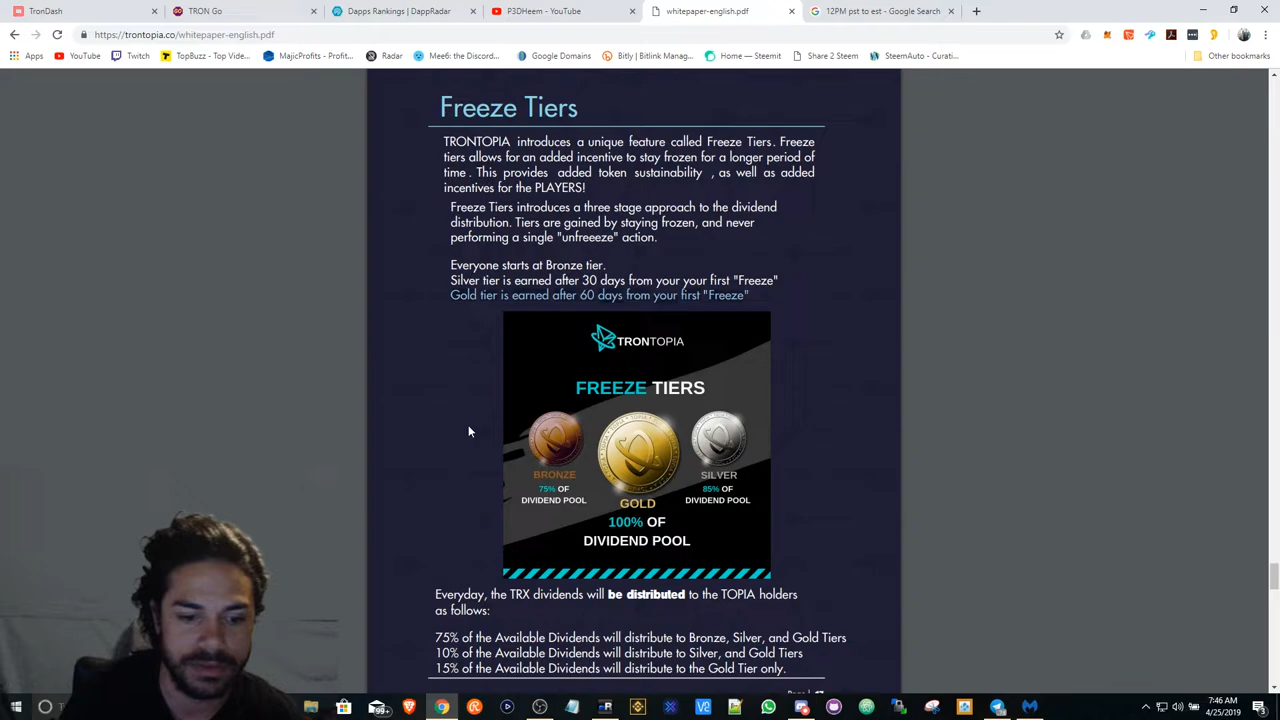 TronDash
TRON Go
Dapps Rankings | DappRadar
P3DHeem - YouTube
whitepaper-english.pdf
12PM pst to est - Google Search
https://trontopia.co/whitepaper-english.pdf
Apps
YouTube
Twitch
TopBuzz - Top Vide...
MajicProfits - Profit...
Radar
Mee6: the Discord...
Google Domains
Bitly | Bitlink Manag...
Home — Steemit
Share 2 Steem
SteemAuto - Curati...
Other bookmarks
Freeze Tiers
TRONTOPIA introduces a unique feature called Freeze Tiers. Freeze
tiers allows for an added incentive to stay frozen for a longer period of
time . This provides added token sustainability , as well as added
incentives for the PLAYERS!
Freeze Tiers introduces a three stage approach to the dividend
distribution. Tiers are gained by staying frozen, and never
performing a single "unfreeeze" action.
Everyone starts at Bronze tier.
Silver tier is earned after 30 days from your your first "Freeze"
Gold tier is earned after 60 days from your first "Freeze"
TRONTOPIA
FREEZE TIERS
BRONZE
75% OF
DIVIDEND POOL
GOLD
100% OF
DIVIDEND POOL
SILVER
85% OF
DIVIDEND POOL
Everyday, the TRX dividends will be distributed to the TOPIA holders
as follows:
75% of the Available Dividends will distribute to Bronze, Silver, and Gold Tiers
10% of the Available Dividends will distribute to Silver, and Gold Tiers
15% of the Available Dividends will distribute to the Gold Tier only.
99+
7:46 AM
4/25/2019